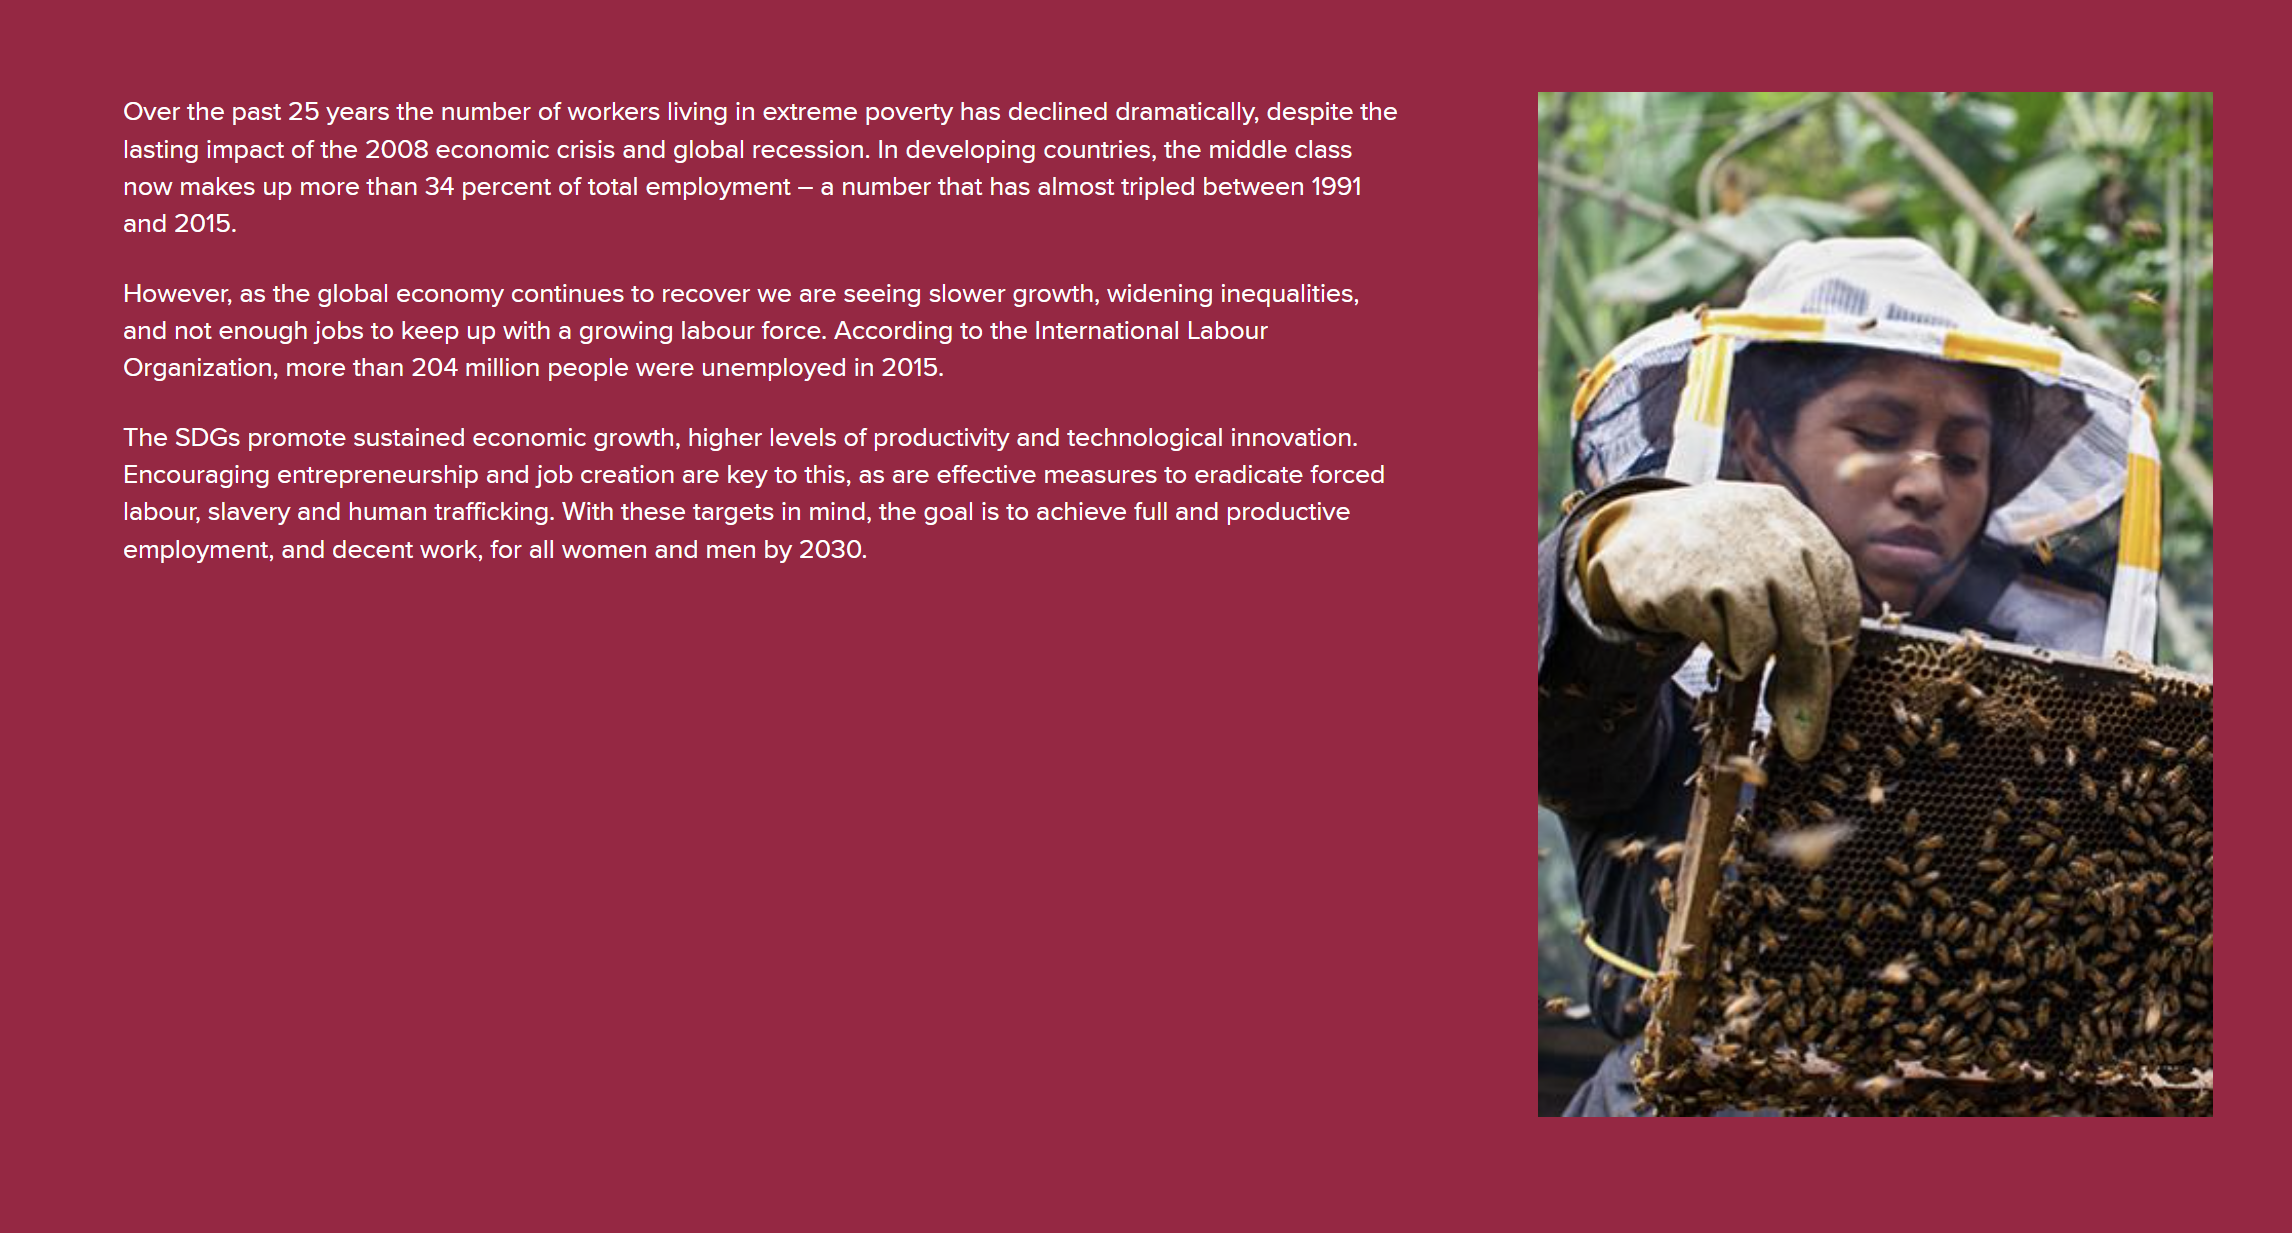 Over the past 25 years the number of workers living in extreme poverty has declined dramatically, despite the
lasting impact of the 2008 economic crisis and global recession. In developing countries, the middle class
now makes up more than 34 percent of total employment – a number that has almost tripled between 1991
and 2015.
However, as the global economy continues to recover we are seeing slower growth, widening inequalities,
and not enough jobs to keep up with a growing labour force. According to the International Labour
Organization, more than 204 million people were unemployed in 2015.
The SDGs promote sustained economic growth, higher levels of productivity and technological innovation.
Encouraging entrepreneurship and job creation are key to this, as are effective measures to eradicate forced
labour, slavery and human trafficking. With these targets in mind, the goal is to achieve full and productive
employment, and decent work, for all women and men by 2030.